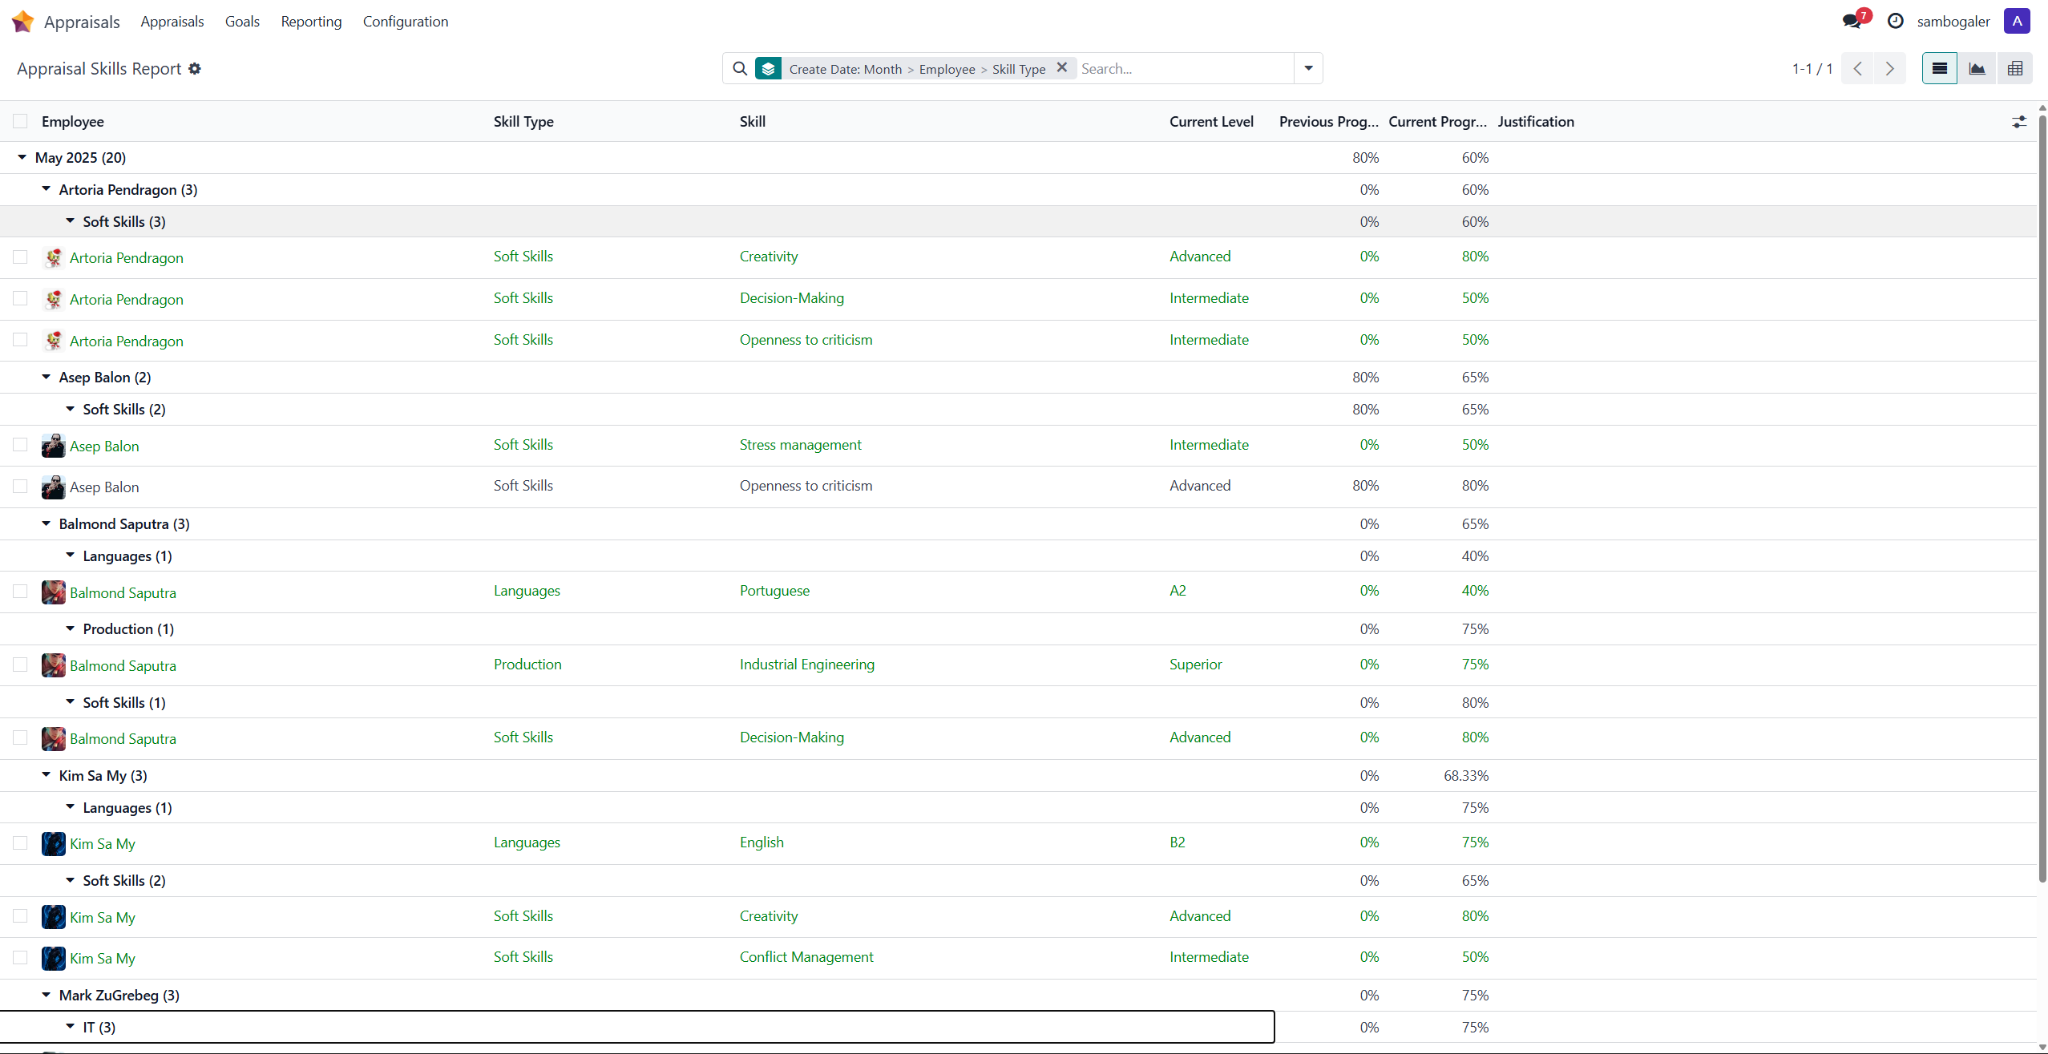 Appraisals Appraisals Goals Reporting Configuration 7 sambogaler A
Appraisal Skills Report Create Date: Month > Employee > Skill Type Search... 1-1 / 1
Employee Skill Type Skill Current Level Previous Prog... Current Progr... Justification
May 2025 (20) 80% 60%
Artoria Pendragon (3) 0% 60%
Soft Skills (3) 0% 60%
Artoria Pendragon Soft Skills Creativity Advanced 0% 80%
Artoria Pendragon Soft Skills Decision-Making Intermediate 0% 50%
Artoria Pendragon Soft Skills Openness to criticism Intermediate 0% 50%
Asep Balon (2) 80% 65%
Soft Skills (2) 80% 65%
Asep Balon Soft Skills Stress management Intermediate 0% 50%
Asep Balon Soft Skills Openness to criticism Advanced 80% 80%
Balmond Saputra (3) 0% 65%
Languages (1) 0% 40%
Balmond Saputra Languages Portuguese A2 0% 40%
Production (1) 0% 75%
Balmond Saputra Production Industrial Engineering Superior 0% 75%
Soft Skills (1) 0% 80%
Balmond Saputra Soft Skills Decision-Making Advanced 0% 80%
Kim Sa My (3) 0% 68.33%
Languages (1) 0% 75%
Kim Sa My Languages English B2 0% 75%
Soft Skills (2) 0% 65%
Kim Sa My Soft Skills Creativity Advanced 0% 80%
Kim Sa My Soft Skills Conflict Management Intermediate 0% 50%
Mark ZuGrebeg (3) 0% 75%
IT (3) 0% 75%